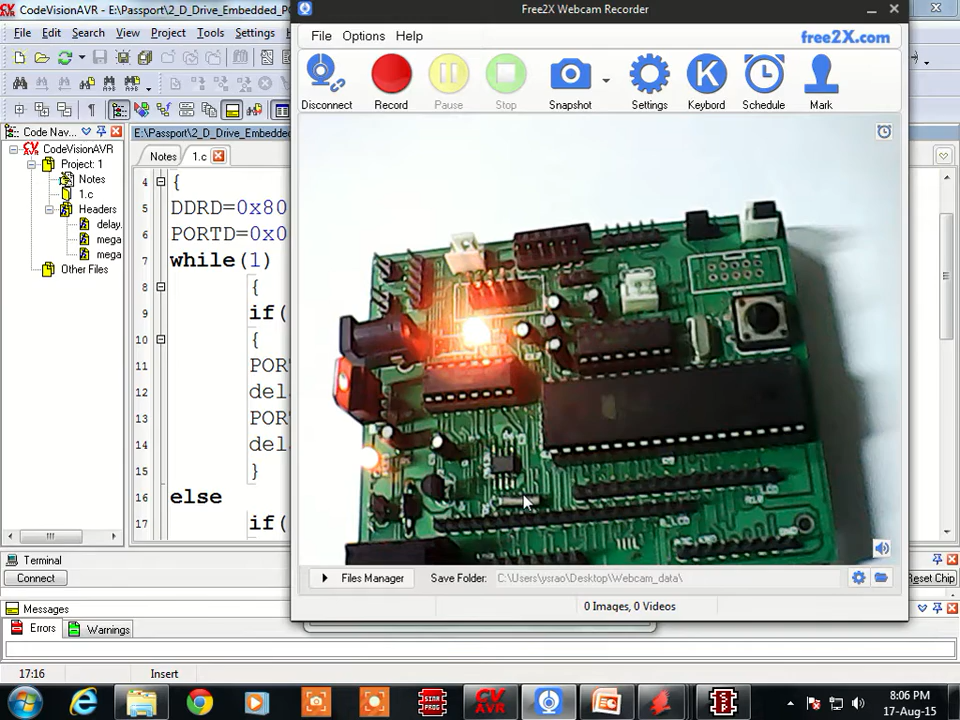 CodeVisionAVR - E:\Passport\2_D_Drive_Embedded_P
File Edit Search View Project Tools Settings
Code Nav...
CodeVisionAVR
Project: 1
Notes
1.c
Headers
delay.
mega
mega
Other Files
E:\Passport\2_D_Drive_Embedded
Notes 1.c
4 {
5 DDRD=0x80
6 PORTD=0x0
7 while(1)
8 {
9 if(
10 {
11 POR
12 dela
13 POR
14 del
15 }
16 else
17 if(
Free2X Webcam Recorder
File Options Help
free2X.com
Disconnect Record Pause Stop Snapshot Settings Keybord Schedule Mark
Files Manager Save Folder: C:\Users\ysrao\Desktop\Webcam_data\
0 Images, 0 Videos
Terminal
Connect
Reset Chip
Messages
Errors Warnings
17:16 Insert
SINA PROG
CV AVR
8:06 PM
17-Aug-15